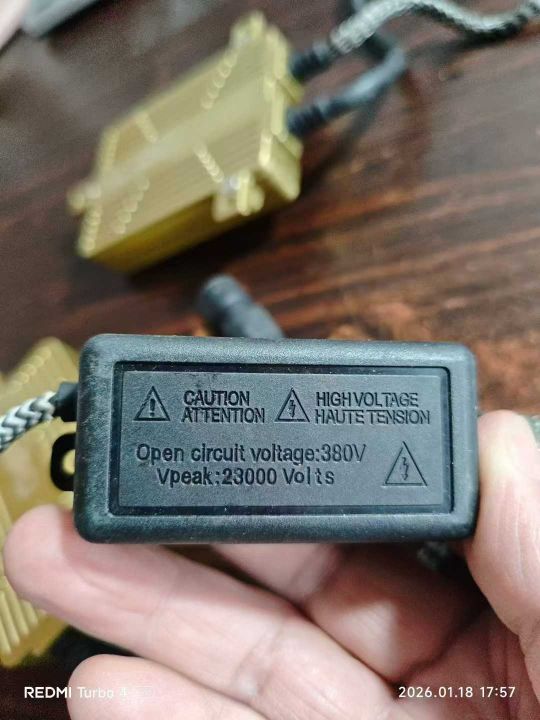 CAUTION
ATTENTION
HIGH VOLTAGE
HAUTE TENSION
Open circuit voltage:380V
Vpeak:23000 Volts
REDMI Turbo 4
2026.01.18 17:57